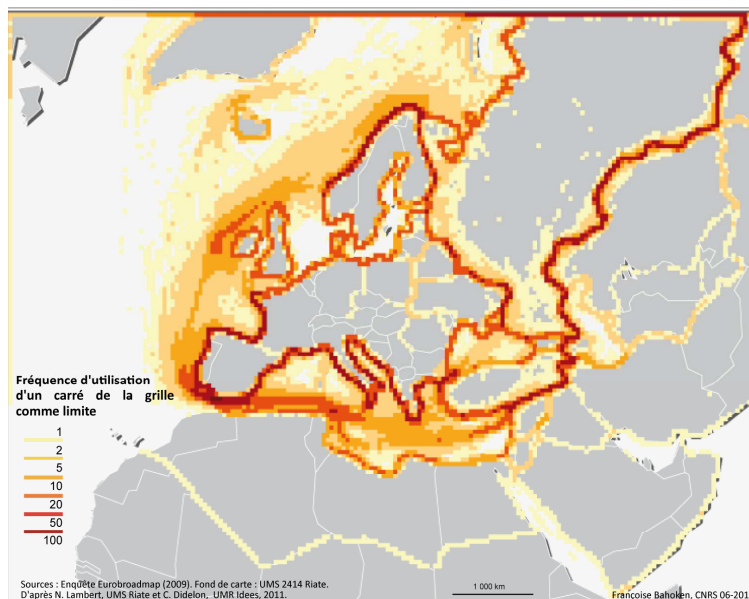 Fréquence d'utilisation
d'un carré de la grille
comme limite
1
2
5
10
20
50
100
Sources : Enquête Eurobroadmap (2009). Fond de carte : UMS 2414 Riate.
D'après N. Lambert, UMS Riate et C. Didelon, UMR Idees, 2011.
1 000 km
Françoise Bahoken, CNRS 06-201